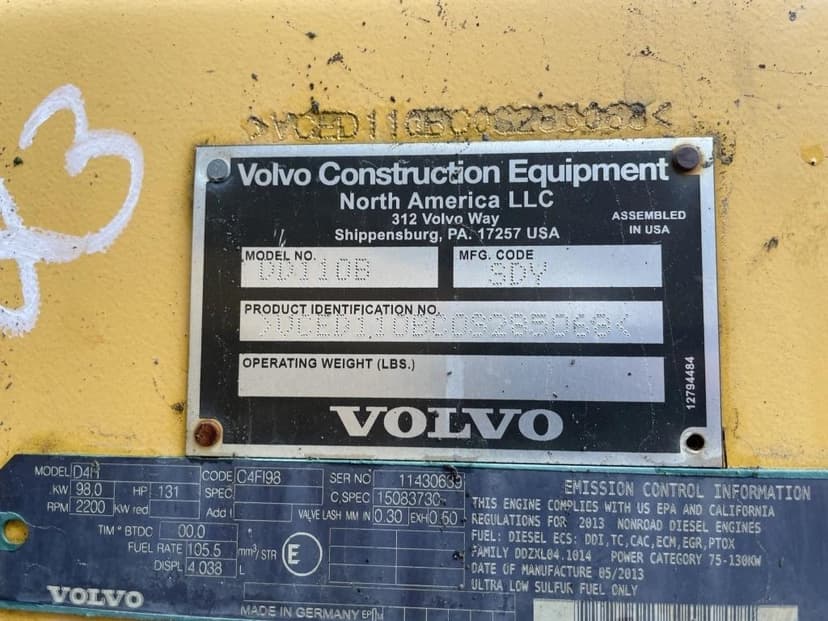 >VCED110BC0S285068<
Volvo Construction Equipment
North America LLC
312 Volvo Way
Shippensburg, PA. 17257 USA
ASSEMBLED
IN USA
MODEL NO. DD110B
MFG. CODE SDY
PRODUCT IDENTIFICATION NO.
>VCED110BC0S285068<
OPERATING WEIGHT (LBS.)
12794484
VOLVO
MODEL D4H CODE C4FI98 SER NO 11430639
KW 98.0 HP 131 SPEC C.SPEC 15083730
RPM 2200 kW red Add I VALVE LASH MM IN 0.30 EXH 0.60
TIM ° BTDC 00.0
FUEL RATE 105.5 mm³/STR E
DISPL 4.038 L
VOLVO
MADE IN GERMANY
EMISSION CONTROL INFORMATION
THIS ENGINE COMPLIES WITH US EPA AND CALIFORNIA
REGULATIONS FOR 2013 NONROAD DIESEL ENGINES
FUEL: DIESEL ECS: DDI,TC,CAC,ECM,EGR,PTOX
FAMILY DDZXL04.1014 POWER CATEGORY 75-130KW
DATE OF MANUFACTURE 05/2013
ULTRA LOW SULFUR FUEL ONLY